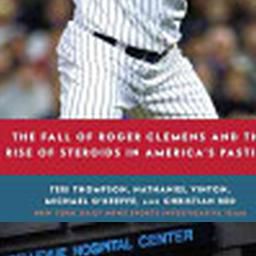 THE FALL OF ROGER CLEMENS AND TH
RISE OF STEROIDS IN AMERICA'S PASTI
TERI THOMPSON, NATHANIEL VINTON,
MICHAEL O'KEEFFE, AND CHRISTIAN RED
NEW YORK DAILY NEWS SPORTS INVESTIGATIVE TEAM
HOSPITAL CENTER